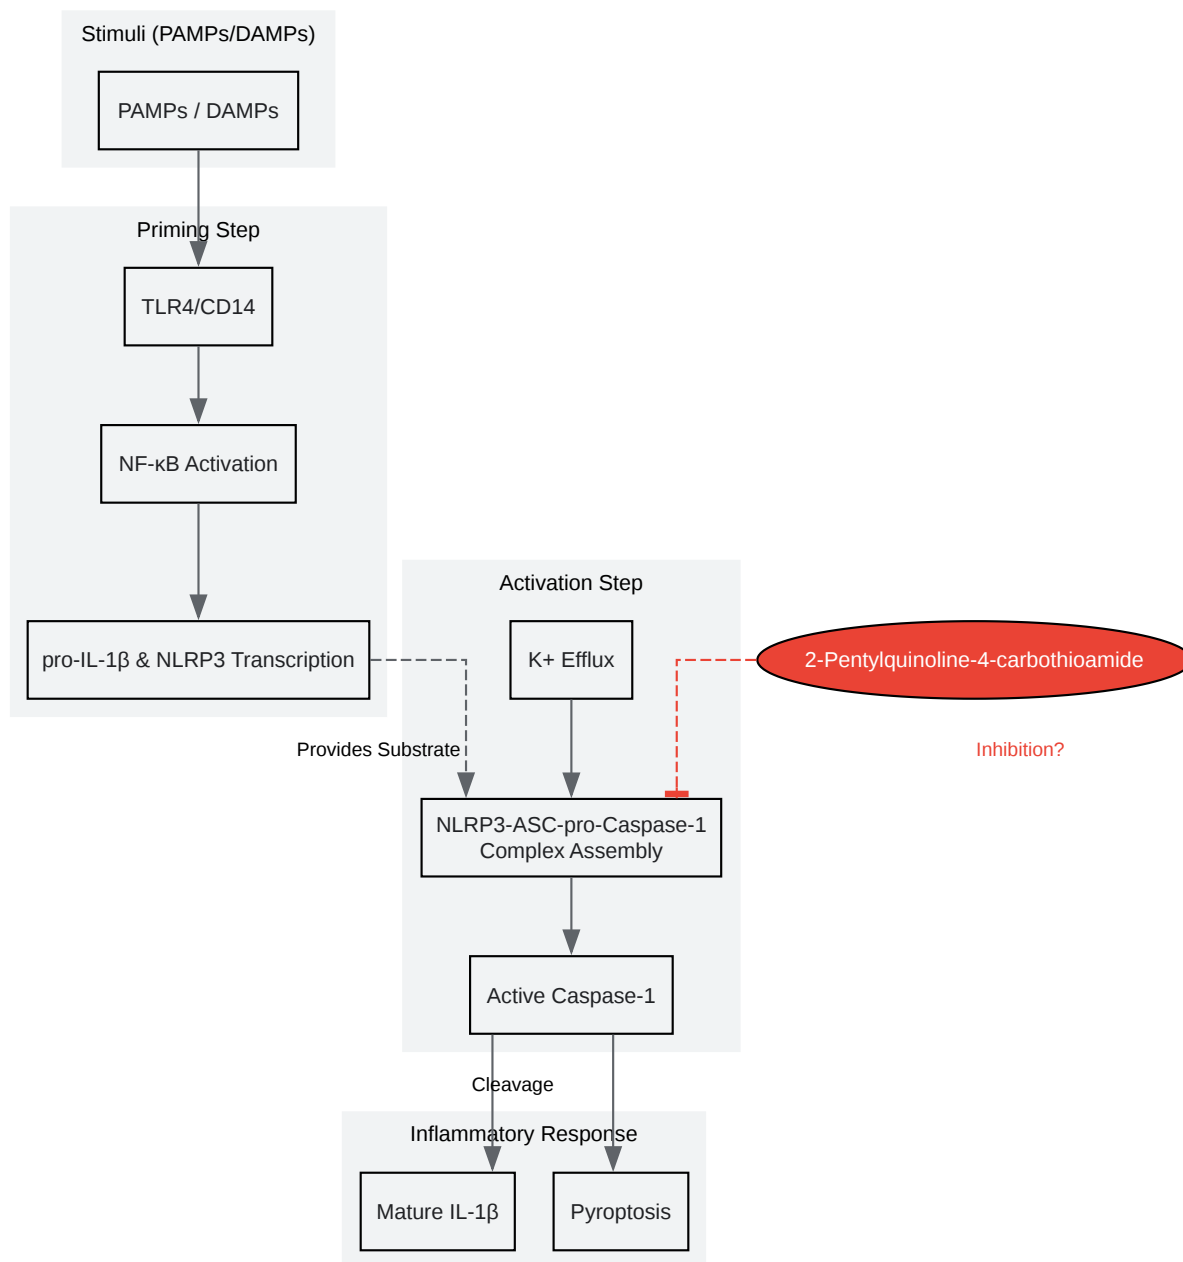 Stimuli (PAMPs/DAMPs)
PAMPs / DAMPs
Priming Step
TLR4/CD14
NF-κB Activation
pro-IL-1β & NLRP3 Transcription
Activation Step
K+ Efflux
2-Pentylquinoline-4-carbothioamide
Provides Substrate
Inhibition?
NLRP3-ASC-pro-Caspase-1
Complex Assembly
Active Caspase-1
Cleavage
Inflammatory Response
Mature IL-1β
Pyroptosis